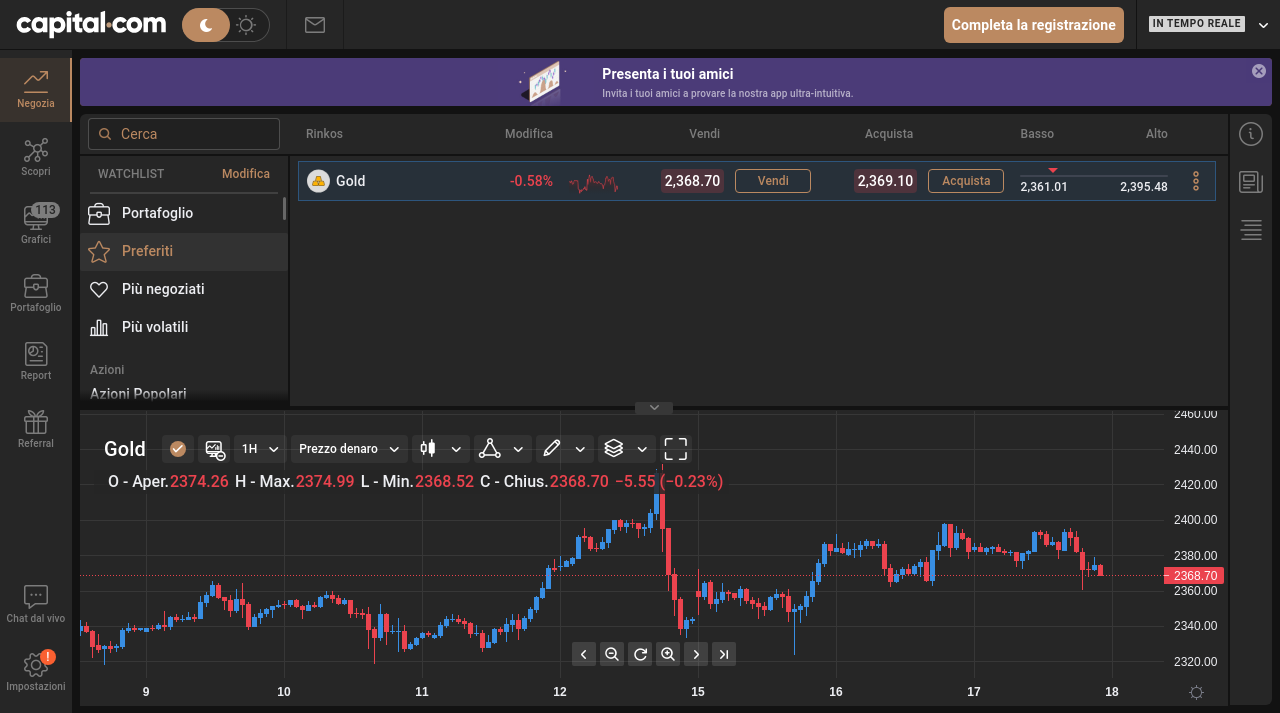 capital.com
Completa la registrazione
IN TEMPO REALE
Negozia
Scopri
113
Grafici
Portafoglio
Report
Referral
Chat dal vivo
!
Impostazioni
Presenta i tuoi amici
Invita i tuoi amici a provare la nostra app ultra-intuitiva.
Cerca
Rinkos Modifica Vendi Acquista Basso Alto
WATCHLIST Modifica
Portafoglio
Preferiti
Più negoziati
Più volatili
Azioni
Azioni Popolari
Gold -0.58% 2,368.70 Vendi 2,369.10 Acquista 2,361.01 2,395.48
Gold 1H Prezzo denaro
O - Aper.2374.26 H - Max.2374.99 L - Min.2368.52 C - Chius.2368.70 −5.55 (−0.23%)
2460.00
2440.00
2420.00
2400.00
2380.00
2368.70
2360.00
2340.00
2320.00
9 10 11 12 15 16 17 18